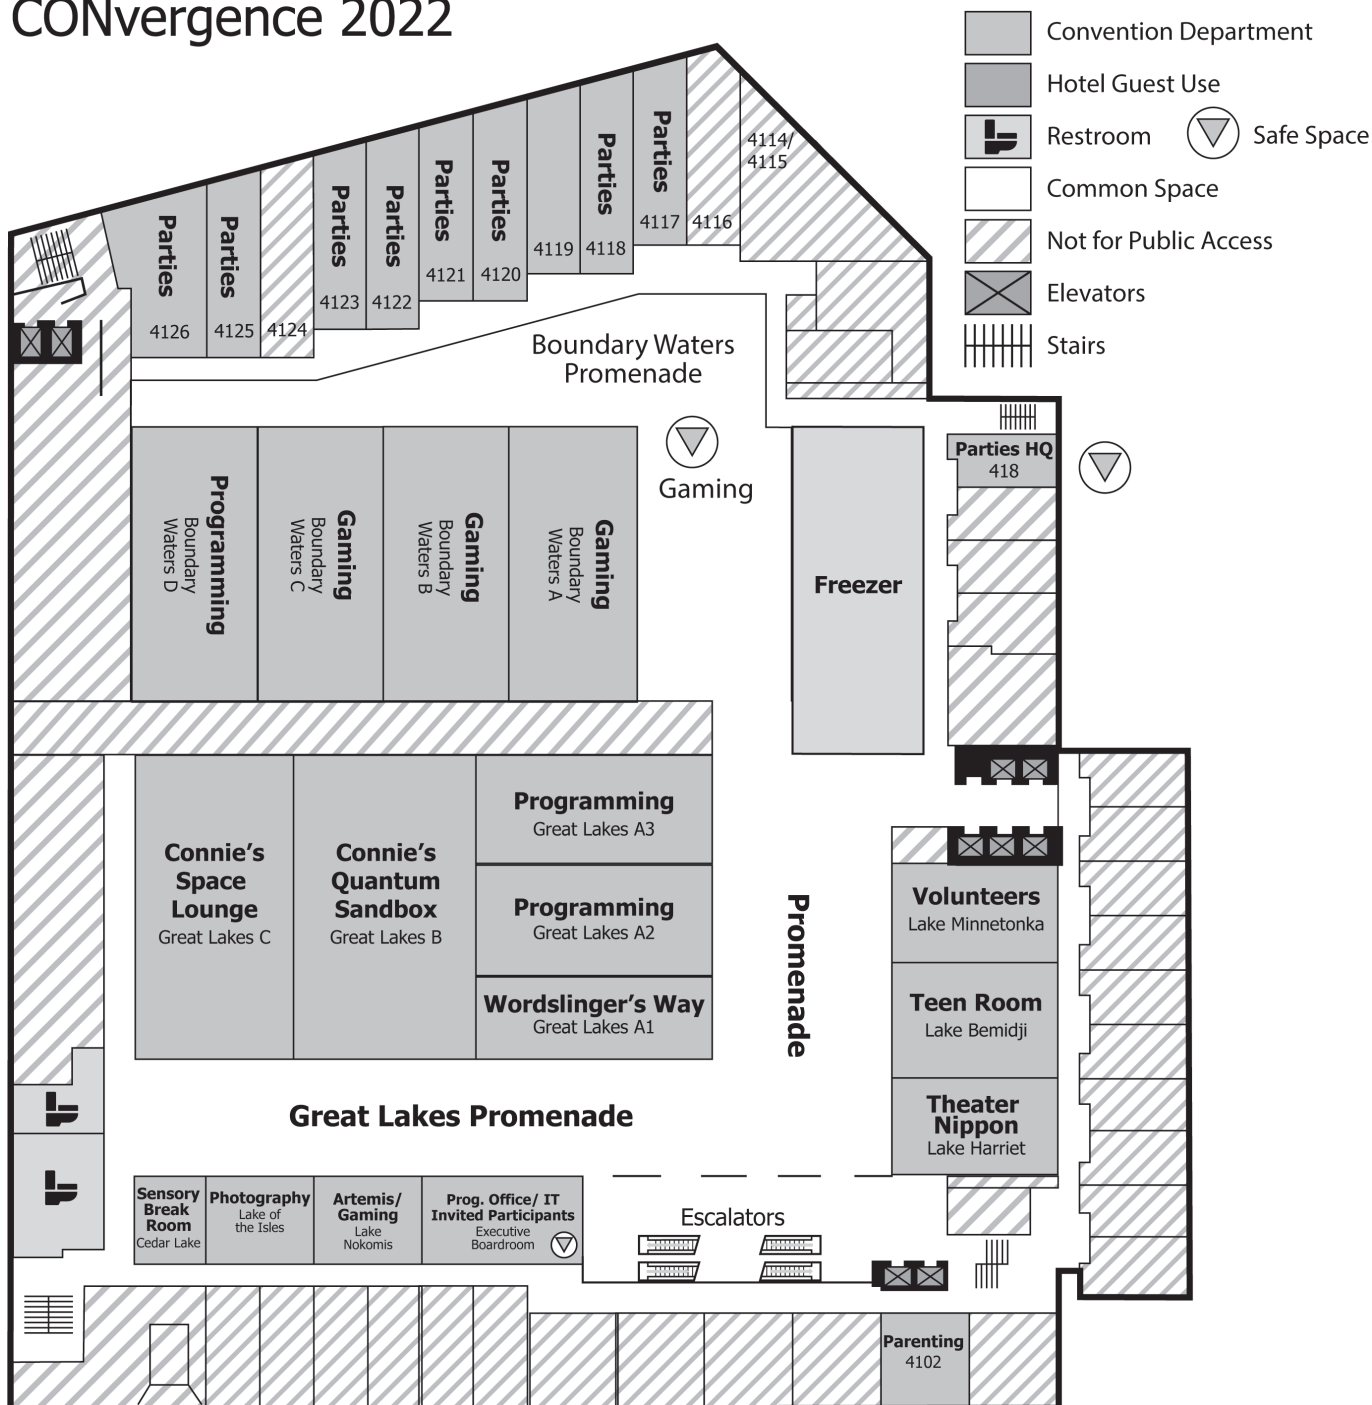 CONvergence 2022
Convention Department
Hotel Guest Use
Restroom
Safe Space
Common Space
Not for Public Access
Elevators
Stairs
Parties
4126
Parties
4125
4124
Parties
4123
Parties
4122
Parties
4121
Parties
4120
4119
Parties
4118
Parties
4117
4116
4114/
4115
Boundary Waters
Promenade
Gaming
Parties HQ
418
Programming
Boundary
Waters D
Gaming
Boundary
Waters C
Gaming
Boundary
Waters B
Gaming
Boundary
Waters A
Freezer
Connie's
Space
Lounge
Great Lakes C
Connie's
Quantum
Sandbox
Great Lakes B
Programming
Great Lakes A3
Programming
Great Lakes A2
Wordslinger's Way
Great Lakes A1
Promenade
Volunteers
Lake Minnetonka
Teen Room
Lake Bemidji
Theater
Nippon
Lake Harriet
Great Lakes Promenade
Sensory
Break
Room
Cedar Lake
Photography
Lake of
the Isles
Artemis/
Gaming
Lake
Nokomis
Prog. Office/ IT
Invited Participants
Executive
Boardroom
Escalators
Parenting
4102